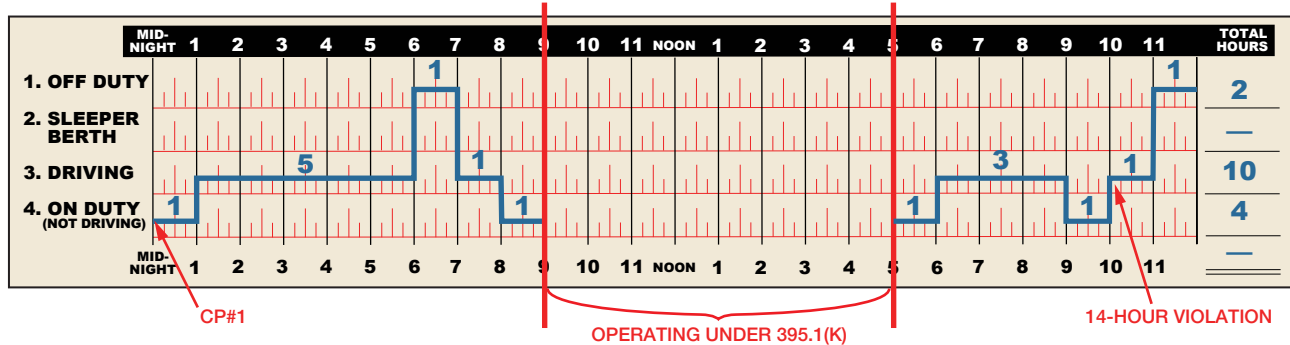 MID-NIGHT 1 2 3 4 5 6 7 8 9 10 11 NOON 1 2 3 4 5 6 7 8 9 10 11 TOTAL HOURS
1. OFF DUTY 1 1 2
2. SLEEPER BERTH —
3. DRIVING 5 1 3 1 10
4. ON DUTY (NOT DRIVING) 1 1 1 1 4
MID-NIGHT 1 2 3 4 5 6 7 8 9 10 11 NOON 1 2 3 4 5 6 7 8 9 10 11 —
CP#1
OPERATING UNDER 395.1(K)
14-HOUR VIOLATION